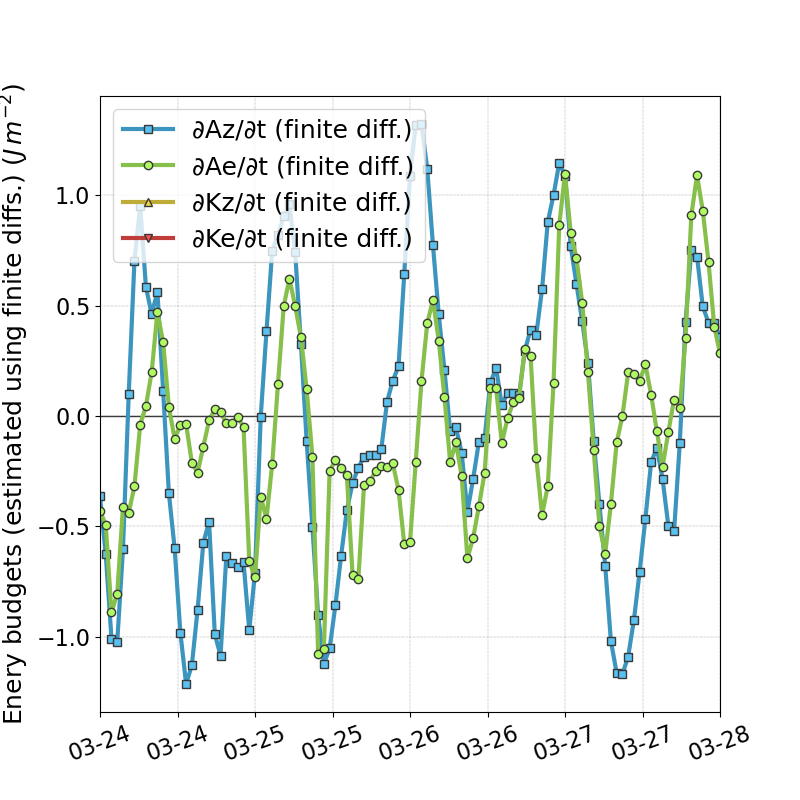 Enery budgets (estimated using finite diffs.) (J m⁻²)
∂Az/∂t (finite diff.)
∂Ae/∂t (finite diff.)
∂Kz/∂t (finite diff.)
∂Ke/∂t (finite diff.)
1.0
0.5
0.0
−0.5
−1.0
03-24 03-24 03-25 03-25 03-26 03-26 03-27 03-27 03-28